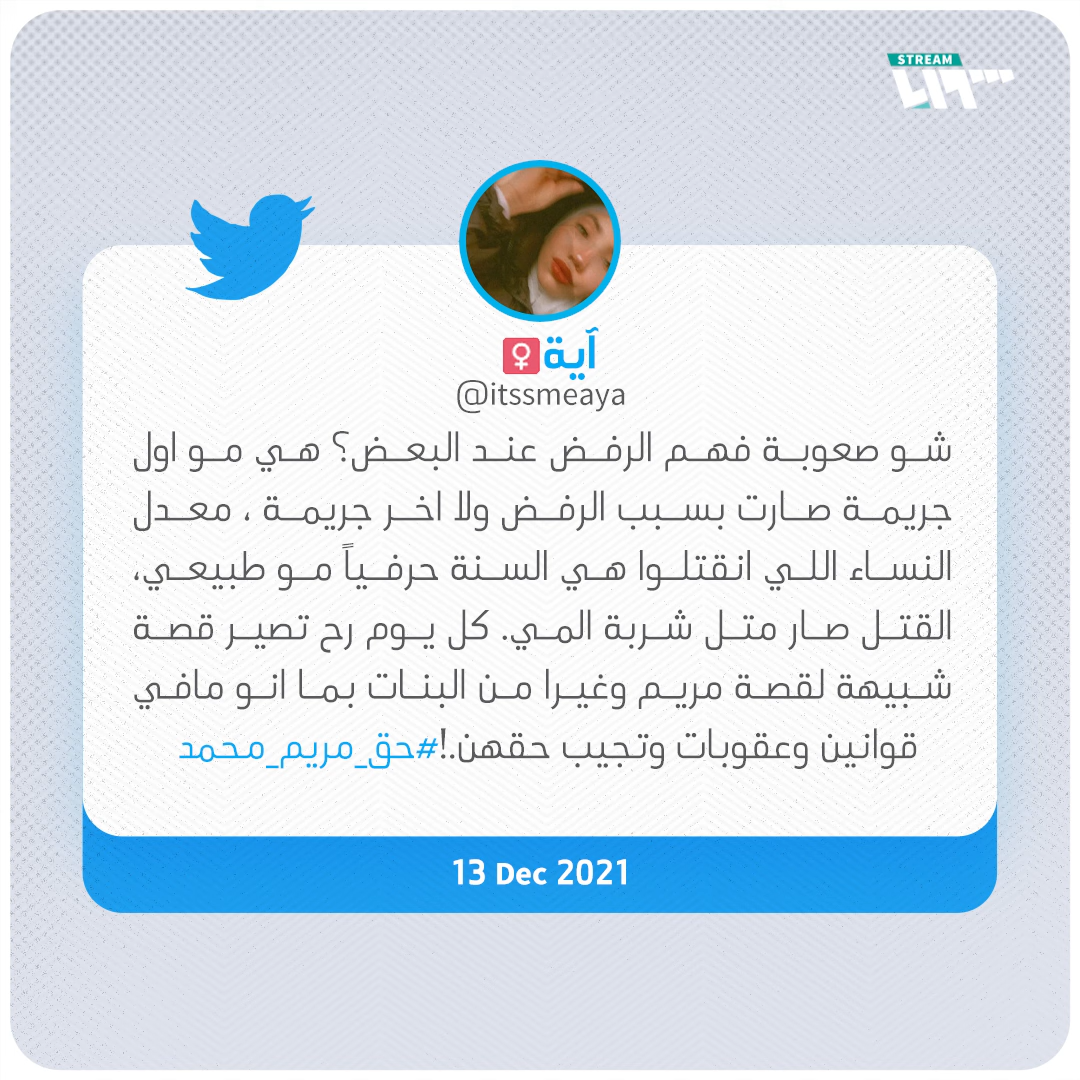 STREAM
آية
@itssmeaya
شو صعوبة فهم الرفض عند البعض؟ هي مو اول
جريمة صارت بسبب الرفض ولا اخر جريمة ، معدل
النساء اللي انقتلوا هي السنة حرفياً مو طبيعي،
القتل صار متل شربة المي. كل يوم رح تصير قصة
شبيهة لقصة مريم وغيرا من البنات بما انو مافي
قوانين وعقوبات وتجيب حقهن.!#حق_مريم_محمد
13 Dec 2021